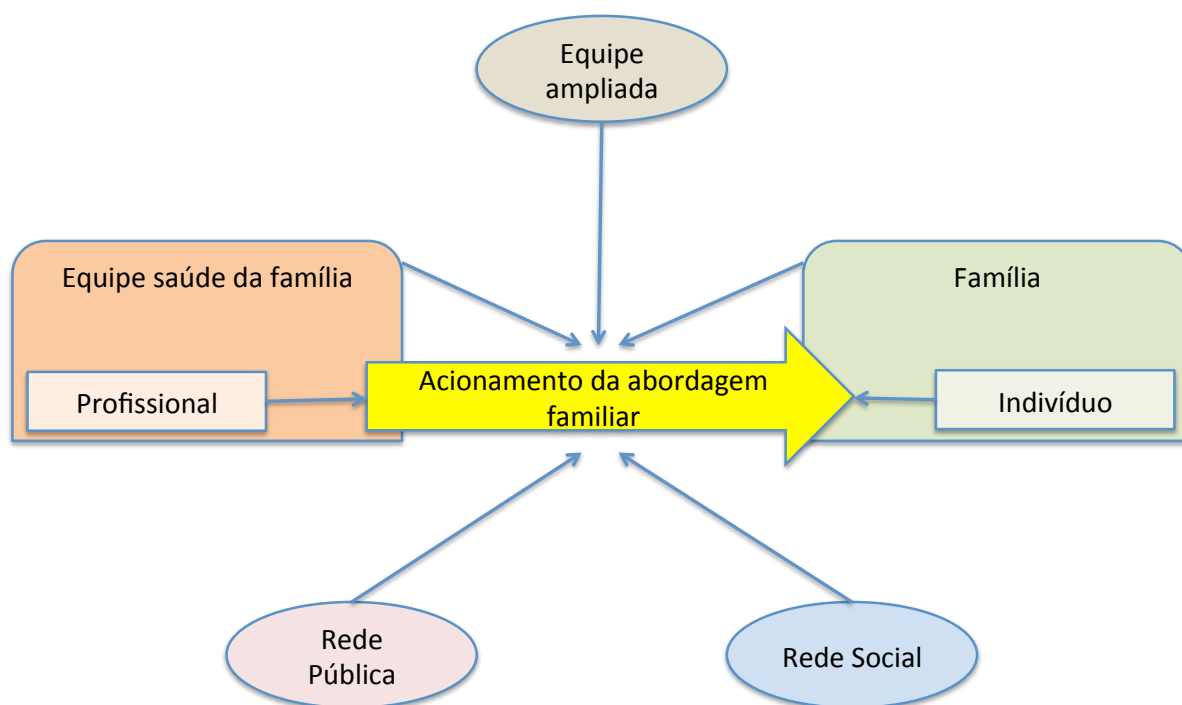 Equipe
ampliada
Equipe saúde da família
Família
Profissional
Acionamento da abordagem
familiar
Indivíduo
Rede
Pública
Rede Social